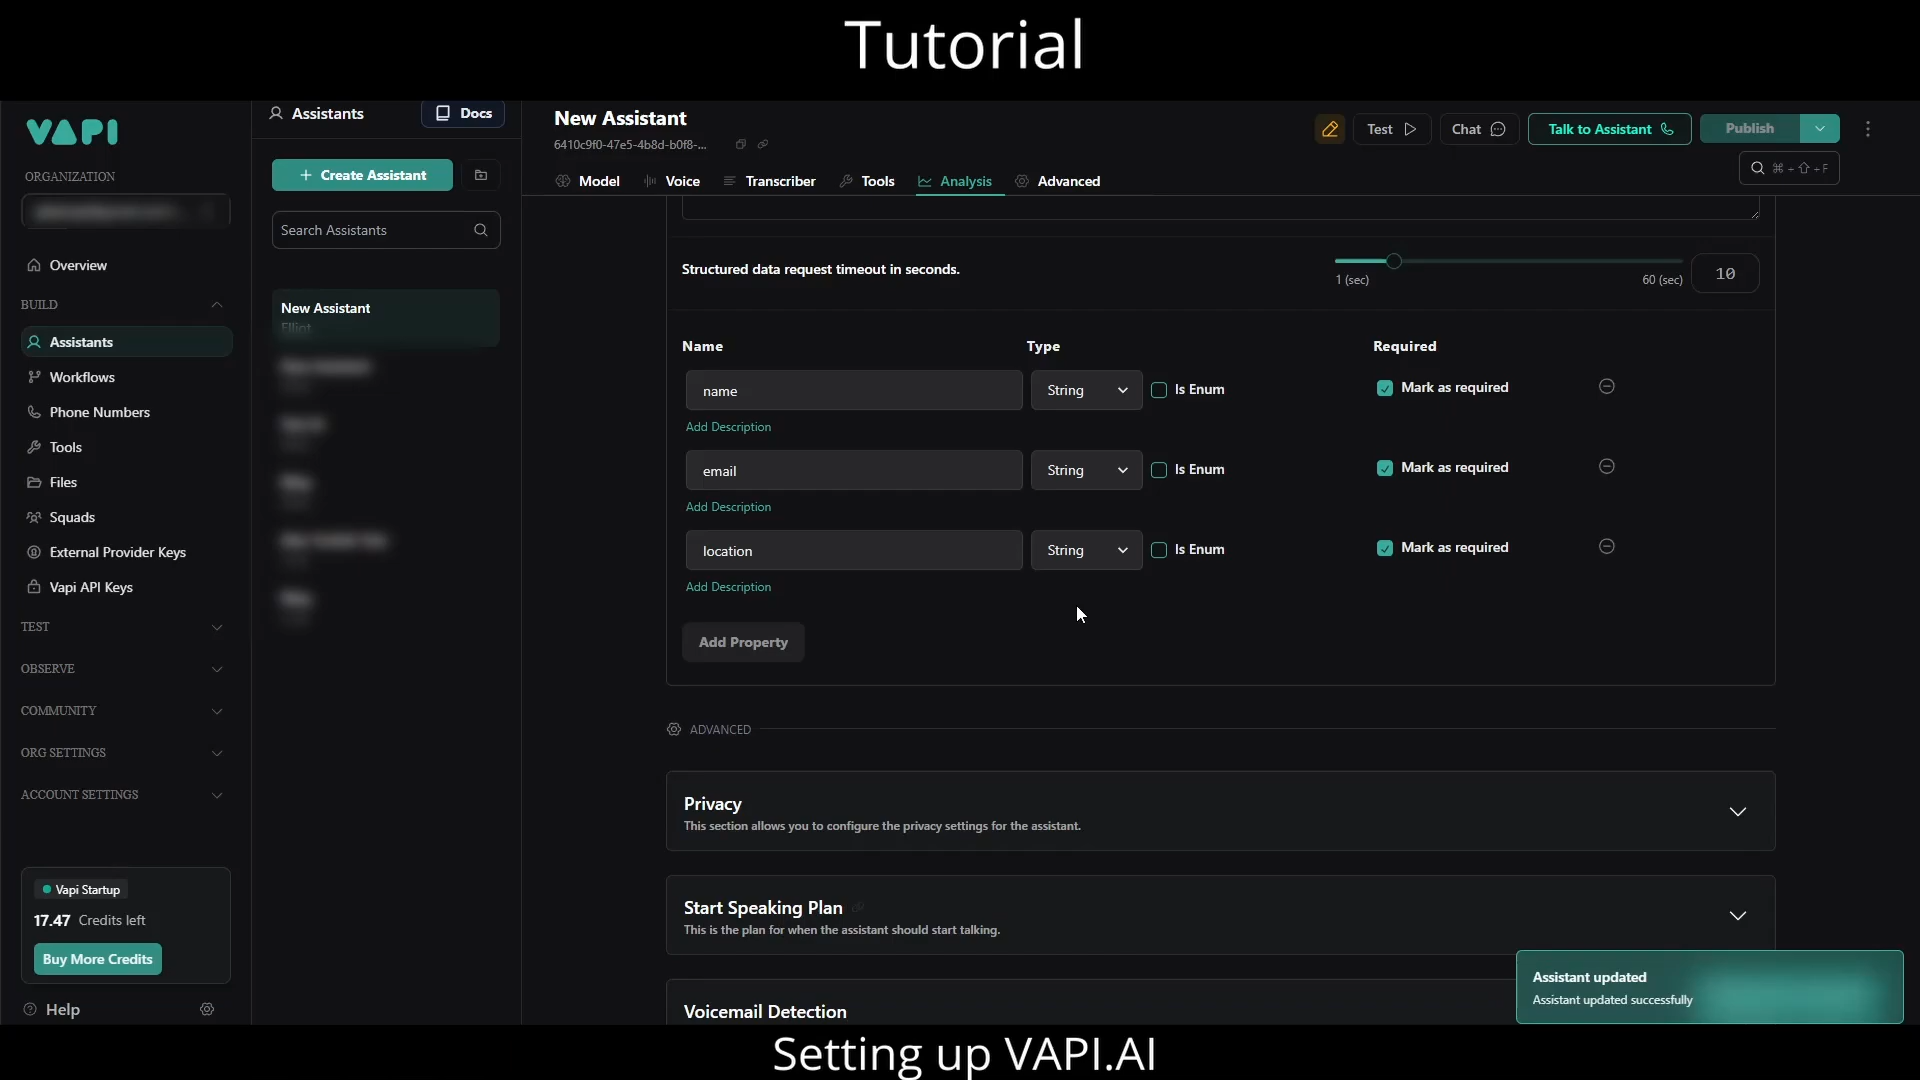 Tutorial
VAPI
ORGANIZATION
Overview
BUILD
Assistants
Workflows
Phone Numbers
Tools
Files
Squads
External Provider Keys
Vapi API Keys
TEST
OBSERVE
COMMUNITY
ORG SETTINGS
ACCOUNT SETTINGS
Vapi Startup
17.47 Credits left
Buy More Credits
Help
Assistants
Docs
+ Create Assistant
Search Assistants
New Assistant
Elliot
New Assistant
6410c9f0-47e5-4b8d-b0f8-...
Test
Chat
Talk to Assistant
Publish
⌘ + ⇧ + F
Model
Voice
Transcriber
Tools
Analysis
Advanced
Structured data request timeout in seconds.
1 (sec)
60 (sec)
10
Name Type Required
name String Is Enum Mark as required
Add Description
email String Is Enum Mark as required
Add Description
location String Is Enum Mark as required
Add Description
Add Property
ADVANCED
Privacy
This section allows you to configure the privacy settings for the assistant.
Start Speaking Plan
This is the plan for when the assistant should start talking.
Voicemail Detection
Assistant updated
Assistant updated successfully
Setting up VAPI.AI